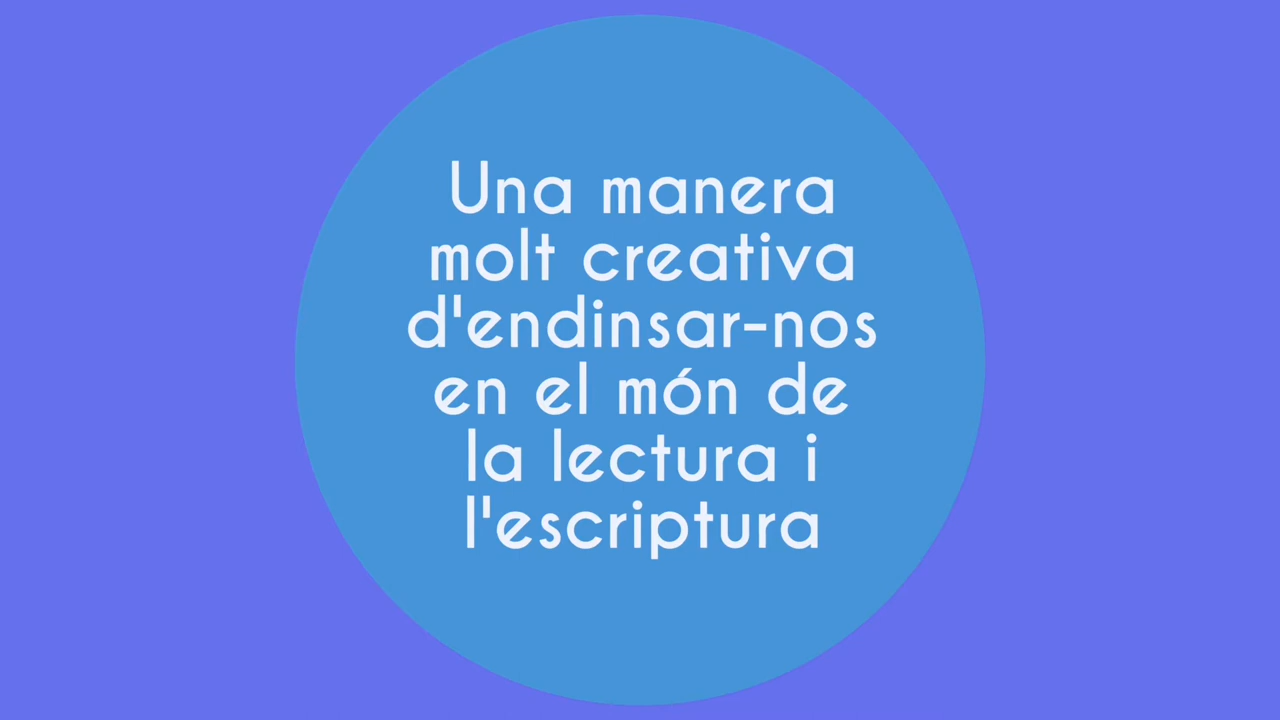 Una manera
molt creativa
d'endinsar-nos
en el món de
la lectura i
l'escriptura